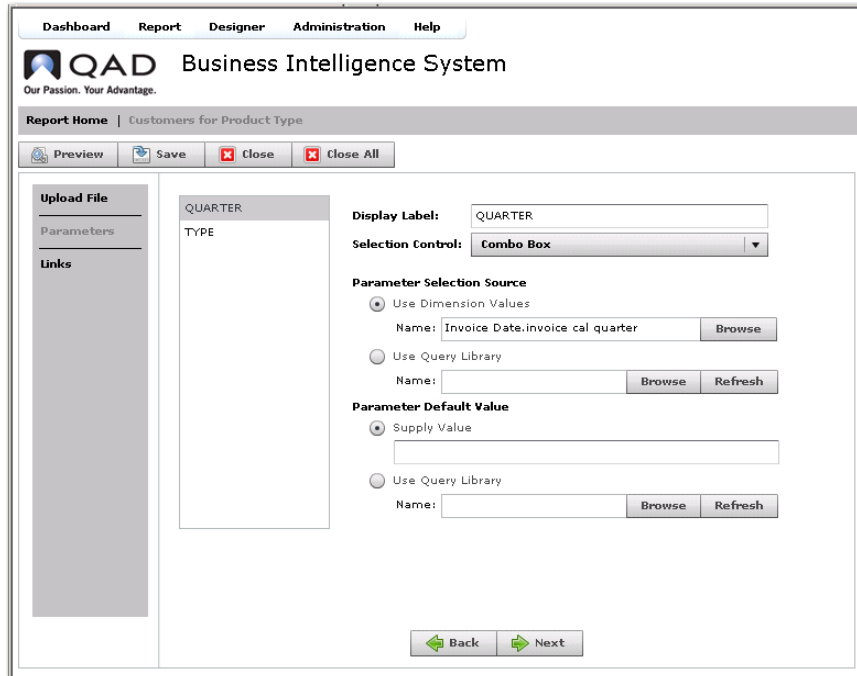 Dashboard Report Designer Administration Help
QAD Business Intelligence System
Our Passion. Your Advantage.
Report Home | Customers for Product Type
Preview Save Close Close All
Upload File
Parameters
Links
QUARTER
TYPE
Display Label: QUARTER
Selection Control: Combo Box
Parameter Selection Source
Use Dimension Values
Name: Invoice Date.invoice cal quarter Browse
Use Query Library
Name: Browse Refresh
Parameter Default Value
Supply Value
Use Query Library
Name: Browse Refresh
Back Next